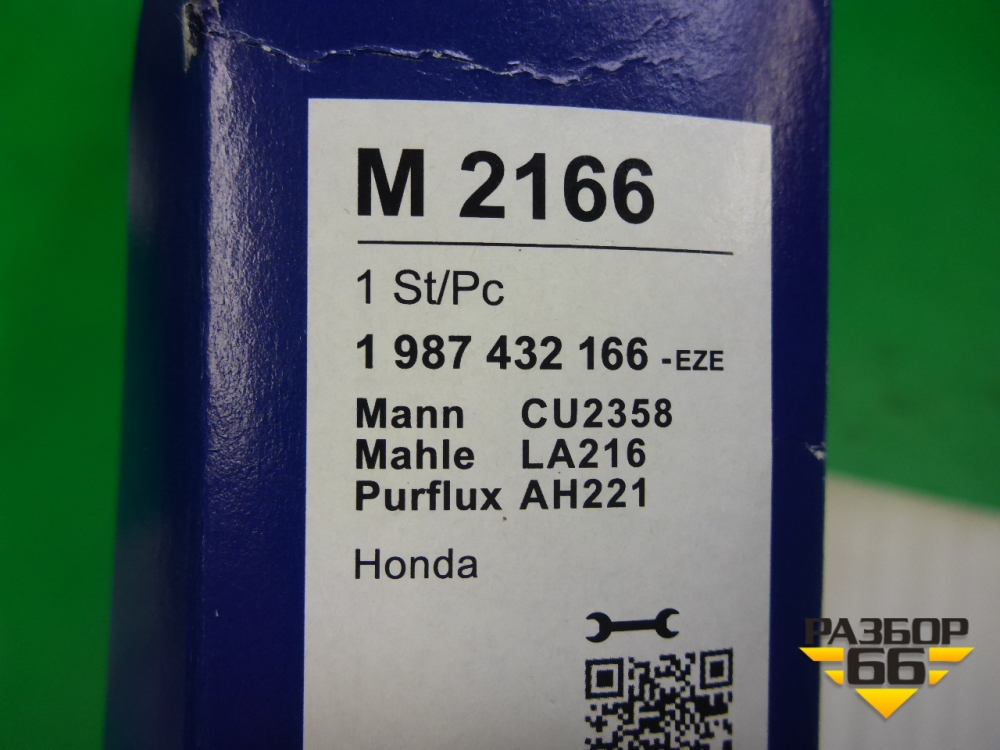 M 2166
1 St/Pc
1 987 432 166 -EZE
Mann CU2358
Mahle LA216
Purflux AH221
Honda
РАЗБОР
66